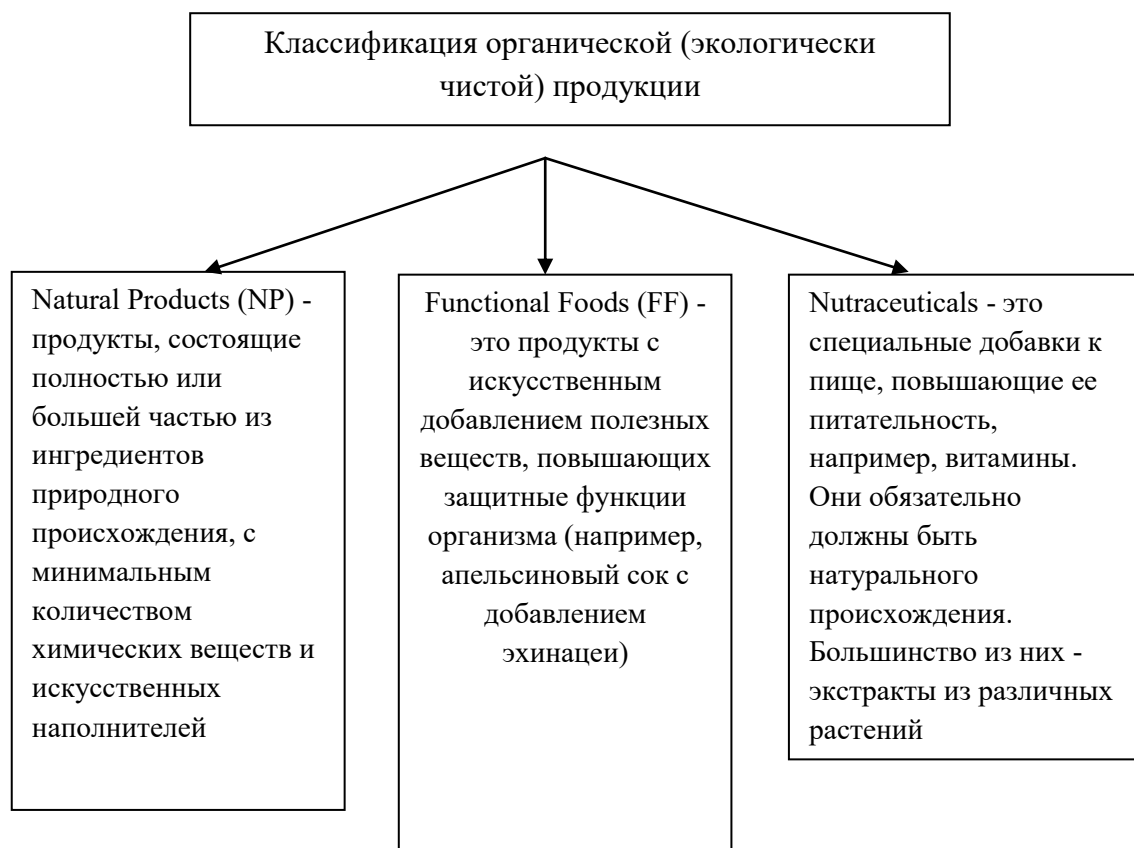 Классификация органической (экологически
чистой) продукции
Natural Products (NP) -
продукты, состоящие
полностью или
большей частью из
ингредиентов
природного
происхождения, с
минимальным
количеством
химических веществ и
искусственных
наполнителей
Functional Foods (FF) -
это продукты с
искусственным
добавлением полезных
веществ, повышающих
защитные функции
организма (например,
апельсиновый сок с
добавлением
эхинацеи)
Nutraceuticals - это
специальные добавки к
пище, повышающие ее
питательность,
например, витамины.
Они обязательно
должны быть
натурального
происхождения.
Большинство из них -
экстракты из различных
растений